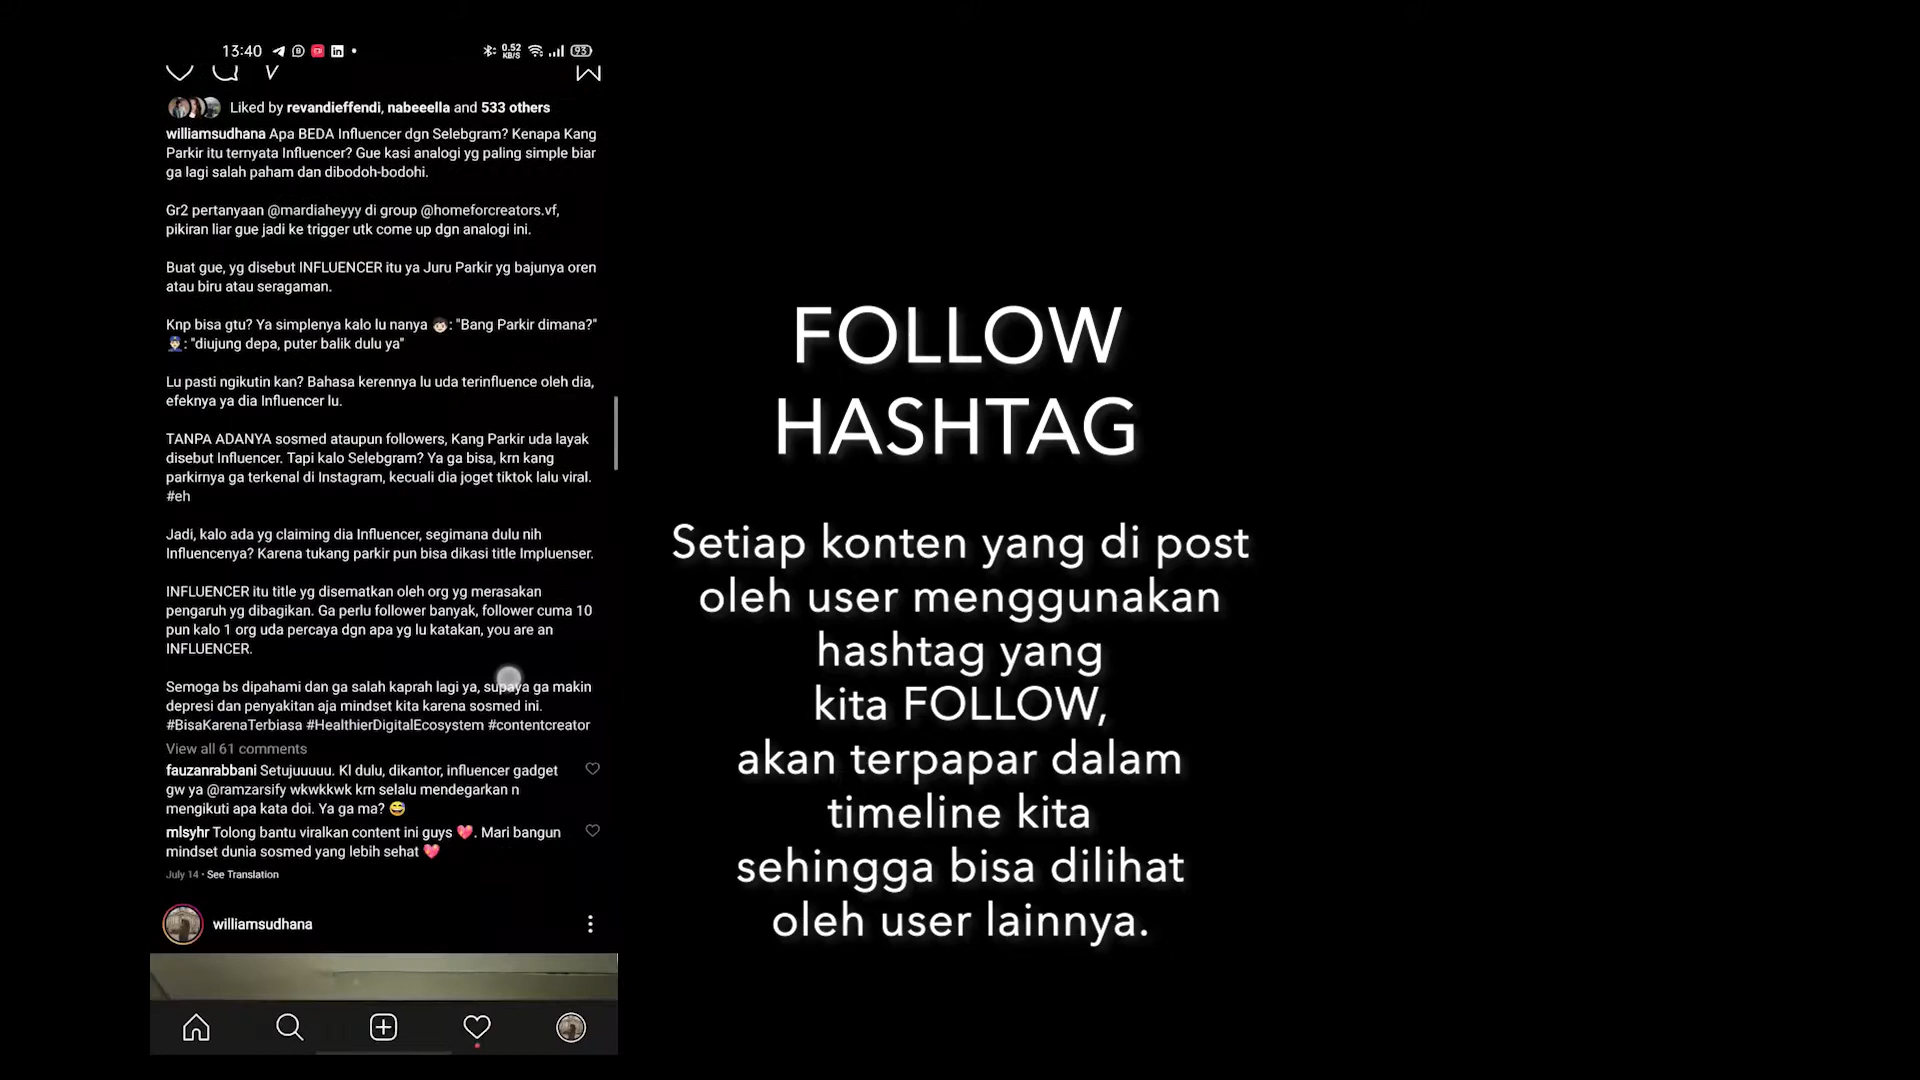 13:40
0.52 KB/S
93
Liked by revandieffendi, nabeeella and 533 others
williamsudhana Apa BEDA Influencer dgn Selebgram? Kenapa Kang
Parkir itu ternyata Influencer? Gue kasi analogi yg paling simple biar
ga lagi salah paham dan dibodoh-bodohi.
Gr2 pertanyaan @mardiaheyyy di group @homeforcreators.vf,
pikiran liar gue jadi ke trigger utk come up dgn analogi ini.
Buat gue, yg disebut INFLUENCER itu ya Juru Parkir yg bajunya oren
atau biru atau seragaman.
Knp bisa gtu? Ya simplenya kalo lu nanya 👦🏻: "Bang Parkir dimana?"
👮🏻: "diujung depa, puter balik dulu ya"
Lu pasti ngikutin kan? Bahasa kerennya lu uda terinfluence oleh dia,
efeknya ya dia Influencer lu.
TANPA ADANYA sosmed ataupun followers, Kang Parkir uda layak
disebut Influencer. Tapi kalo Selebgram? Ya ga bisa, krn kang
parkirnya ga terkenal di Instagram, kecuali dia joget tiktok lalu viral.
#eh
Jadi, kalo ada yg claiming dia Influencer, segimana dulu nih
Influencenya? Karena tukang parkir pun bisa dikasi title Impluenser.
INFLUENCER itu title yg disematkan oleh org yg merasakan
pengaruh yg dibagikan. Ga perlu follower banyak, follower cuma 10
pun kalo 1 org uda percaya dgn apa yg lu katakan, you are an
INFLUENCER.
Semoga bs dipahami dan ga salah kaprah lagi ya, supaya ga makin
depresi dan penyakitan aja mindset kita karena sosmed ini.
#BisaKarenaTerbiasa #HealthierDigitalEcosystem #contentcreator
View all 61 comments
fauzanrabbani Setujuuuuu. Kl dulu, dikantor, influencer gadget
gw ya @ramzarsify wkwkkwk krn selalu mendegarkan n
mengikuti apa kata doi. Ya ga ma? 😅
mlsyhr Tolong bantu viralkan content ini guys 💖. Mari bangun
mindset dunia sosmed yang lebih sehat 💖
July 14 · See Translation
williamsudhana
FOLLOW
HASHTAG
Setiap konten yang di post
oleh user menggunakan
hashtag yang
kita FOLLOW,
akan terpapar dalam
timeline kita
sehingga bisa dilihat
oleh user lainnya.